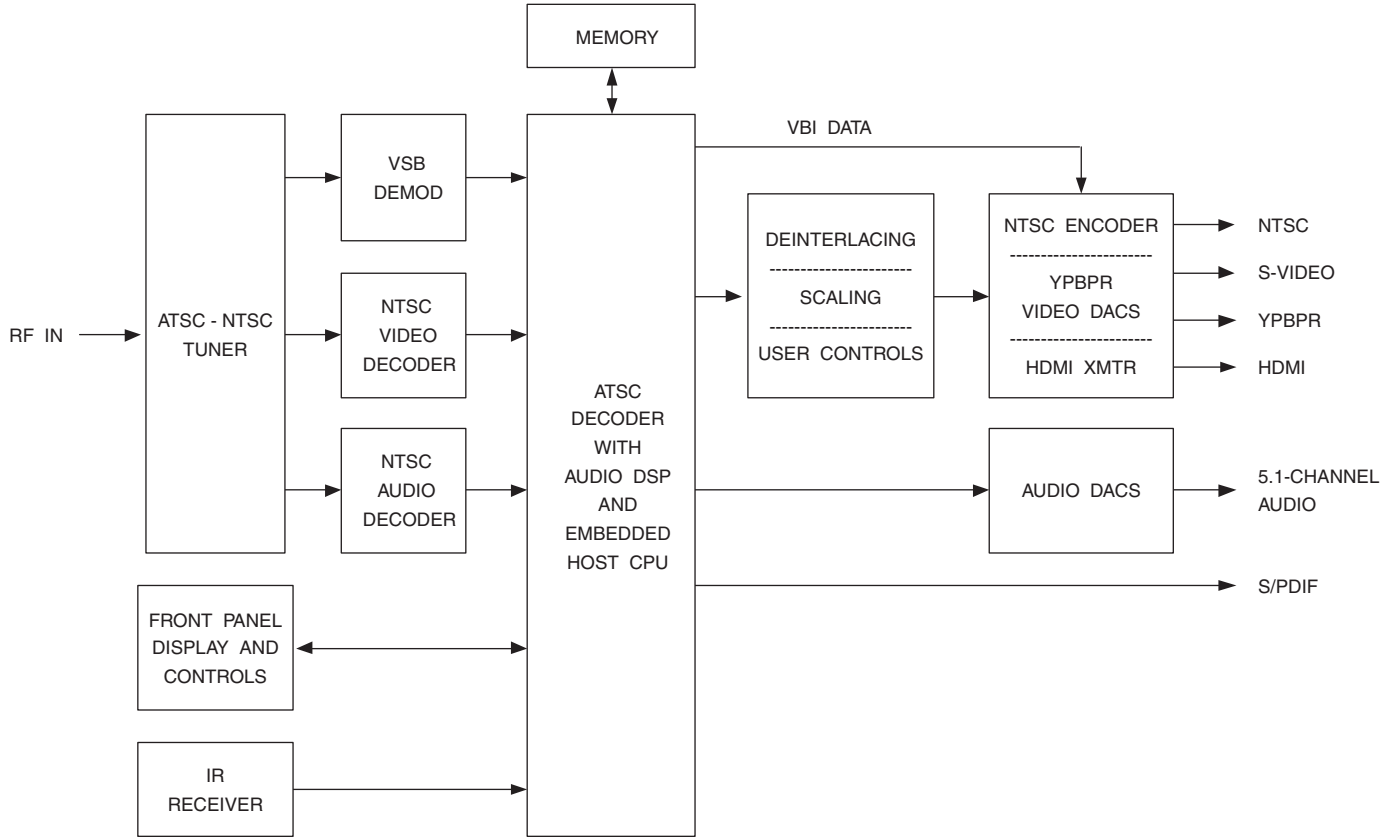 MEMORY
VBI DATA
RF IN
ATSC - NTSC
TUNER
VSB
DEMOD
NTSC
VIDEO
DECODER
NTSC
AUDIO
DECODER
FRONT PANEL
DISPLAY AND
CONTROLS
IR
RECEIVER
ATSC
DECODER
WITH
AUDIO DSP
AND
EMBEDDED
HOST CPU
DEINTERLACING
SCALING
USER CONTROLS
NTSC ENCODER
YPBPR
VIDEO DACS
HDMI XMTR
NTSC
S-VIDEO
YPBPR
HDMI
AUDIO DACS
5.1-CHANNEL
AUDIO
S/PDIF